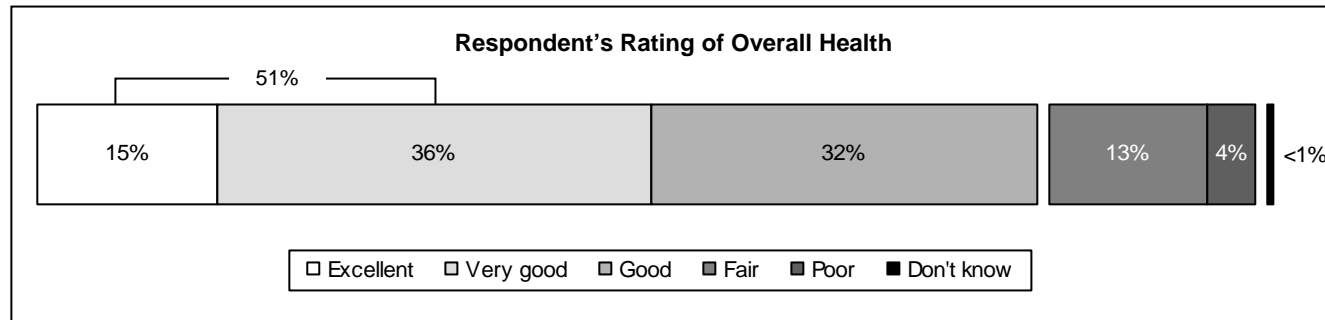 Respondent’s Rating of Overall Health
51%
15% 36% 32% 13% 4% <1%
Excellent Very good Good Fair Poor Don't know